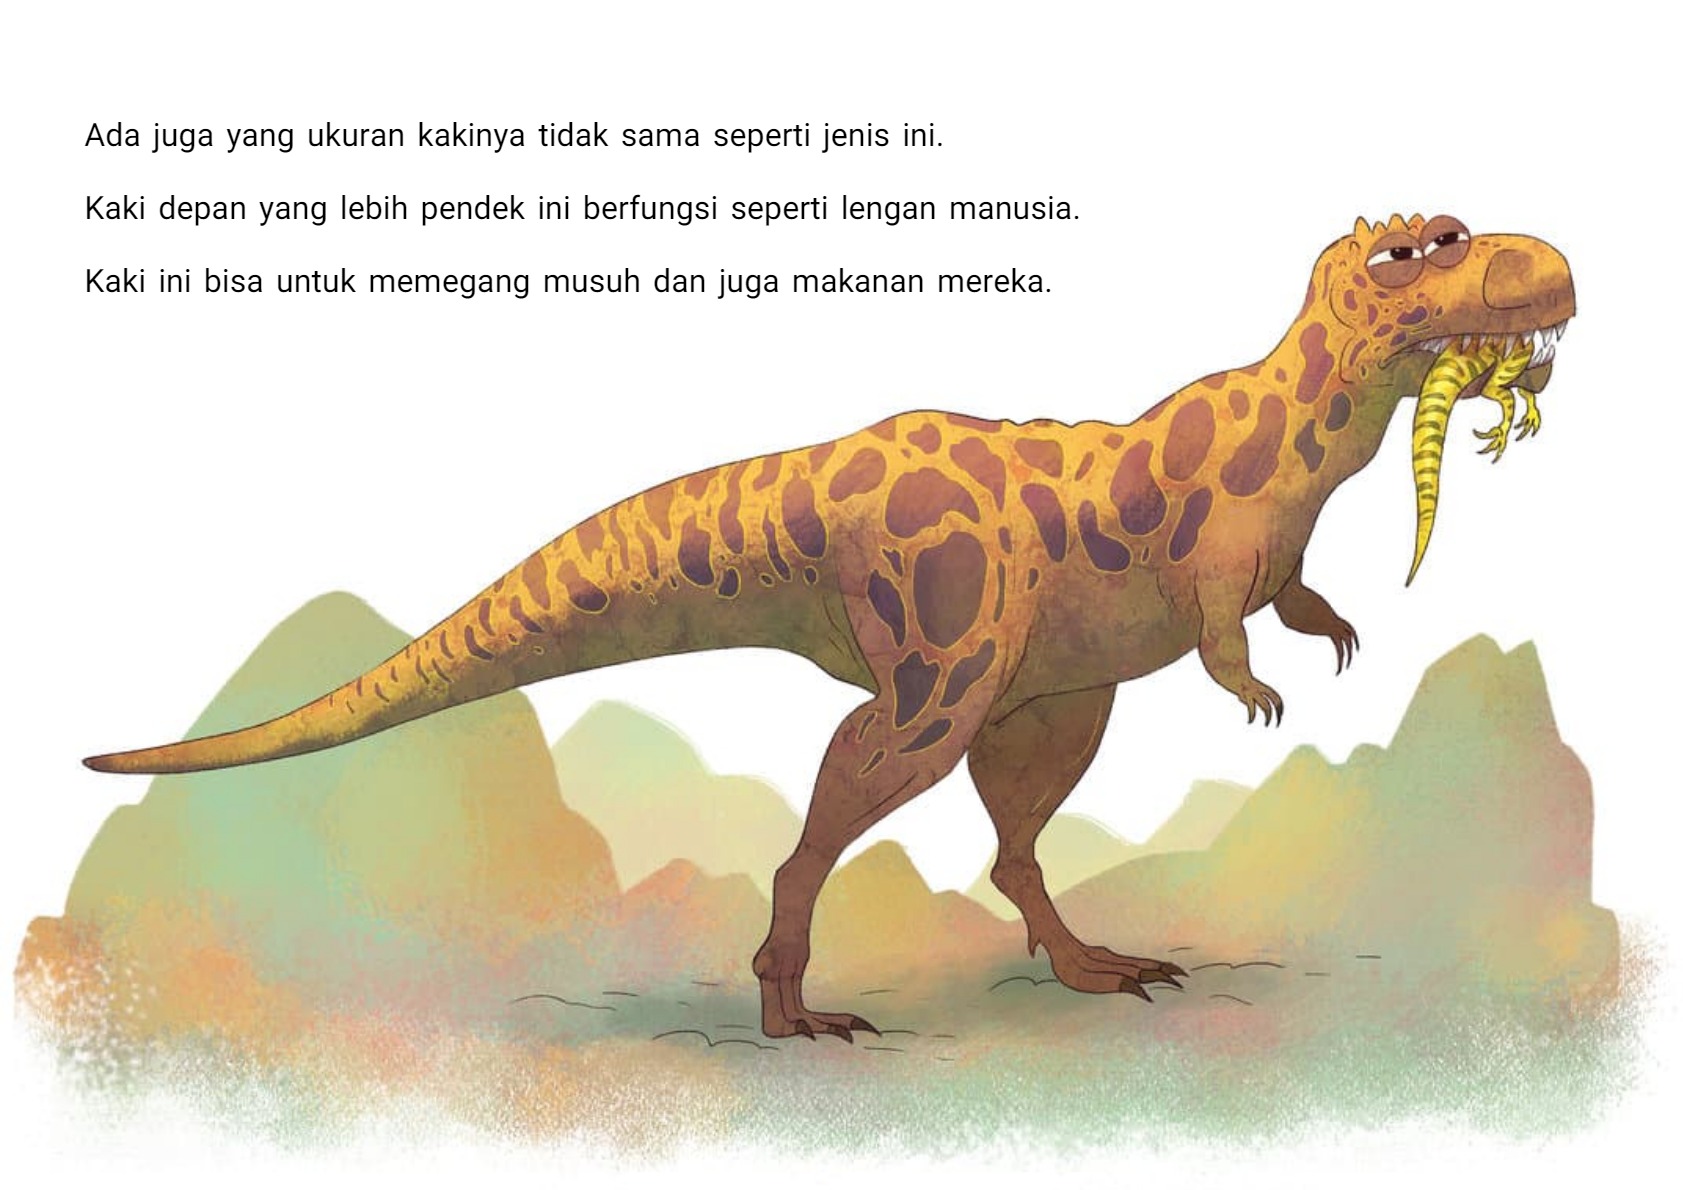 Ada juga yang ukuran kakinya tidak sama seperti jenis ini.
Kaki depan yang lebih pendek ini berfungsi seperti lengan manusia.
Kaki ini bisa untuk memegang musuh dan juga makanan mereka.